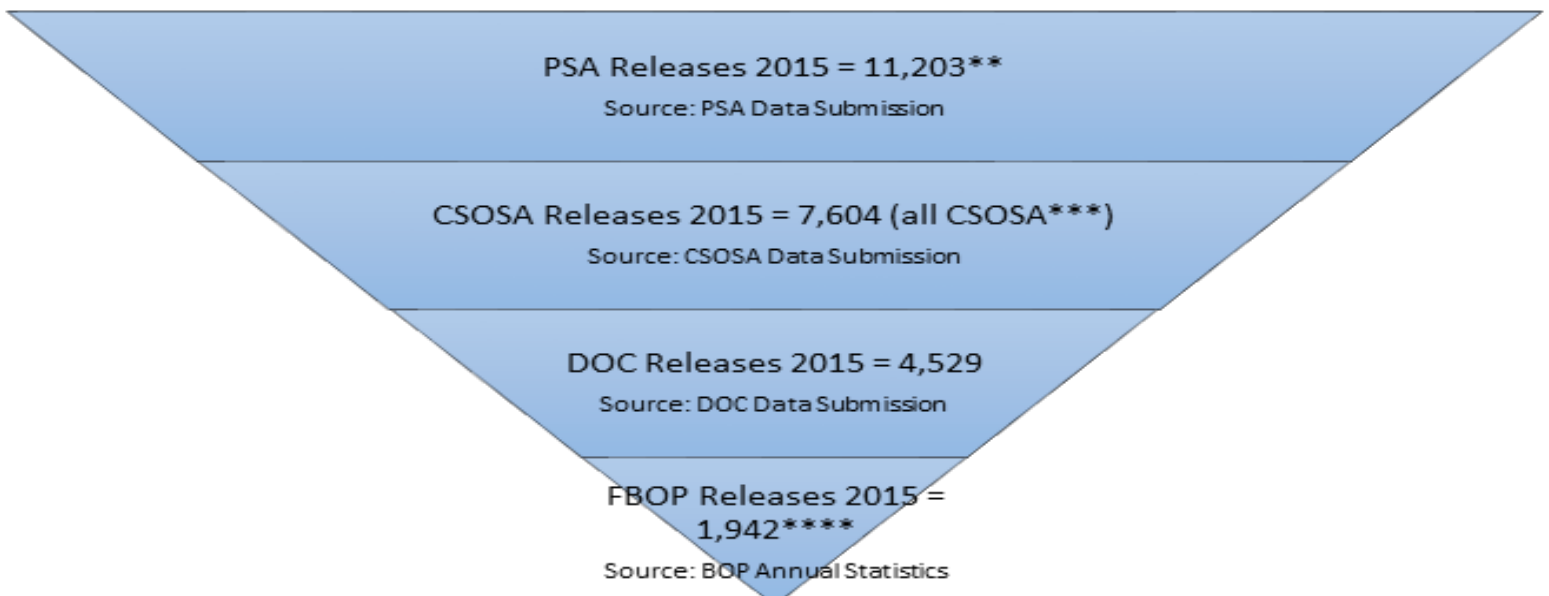 PSA Releases 2015 = 11,203**
Source: PSA Data Submission
CSOSA Releases 2015 = 7,604 (all CSOSA***)
Source: CSOSA Data Submission
DOC Releases 2015 = 4,529
Source: DOC Data Submission
FBOP Releases 2015 =
1,942****
Source: BOP Annual Statistics